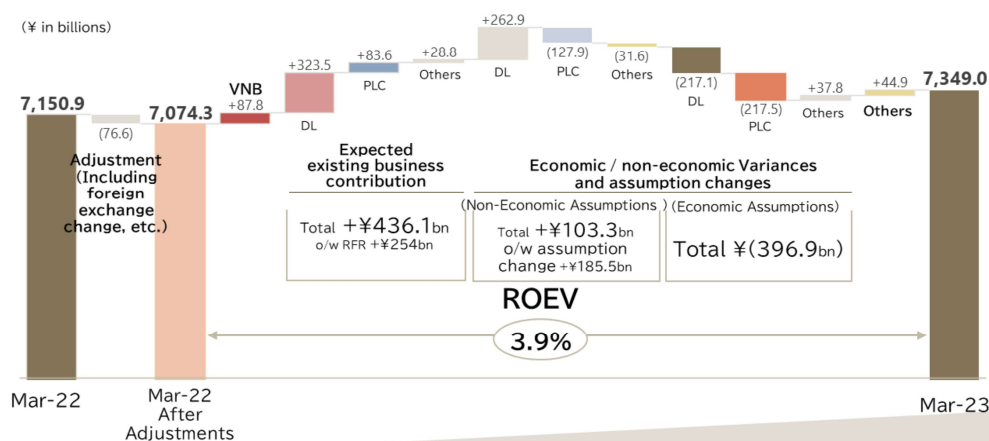 (¥ in billions)
7,150.9
(76.6)
Adjustment
(Including
foreign
exchange
change, etc.)
7,074.3
VNB
+87.8
+323.5
DL
+83.6
PLC
+28.8
Others
+262.9
DL
(127.9)
PLC
(31.6)
Others
(217.1)
DL
(217.5)
PLC
+37.8
Others
+44.9
Others
7,349.0
Expected
existing business
contribution
Total +¥436.1bn
o/w RFR +¥254bn
Economic / non-economic Variances
and assumption changes
(Non-Economic Assumptions )
Total +¥103.3bn
o/w assumption
change +¥185.5bn
(Economic Assumptions)
Total ¥(396.9bn)
ROEV
3.9%
Mar-22
Mar-22
After
Adjustments
Mar-23